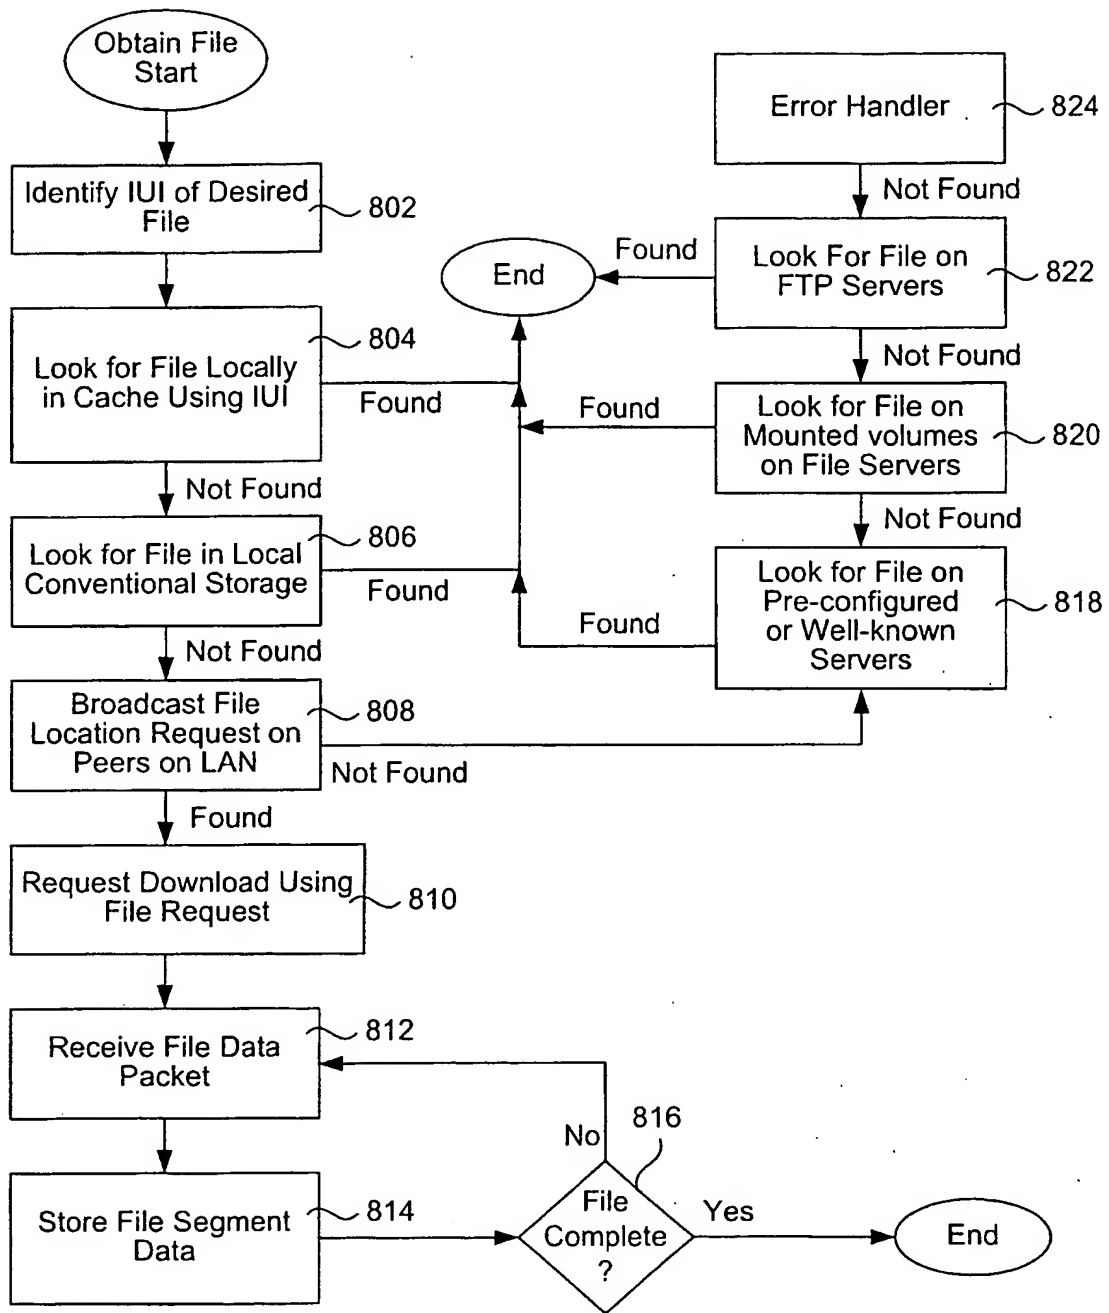 Obtain File
Start
Identify IUI of Desired
File
802
Look for File Locally
in Cache Using IUI
804
Found
Not Found
Look for File in Local
Conventional Storage
806
Found
Not Found
Broadcast File
Location Request on
Peers on LAN
808
Not Found
Found
Request Download Using
File Request
810
Receive File Data
Packet
812
Store File Segment
Data
814
File
Complete
?
816
No
Yes
End
Error Handler
824
Not Found
Look For File on
FTP Servers
822
Found
End
Not Found
Look for File on
Mounted volumes
on File Servers
820
Found
Not Found
Look for File on
Pre-configured
or Well-known
Servers
818
Found